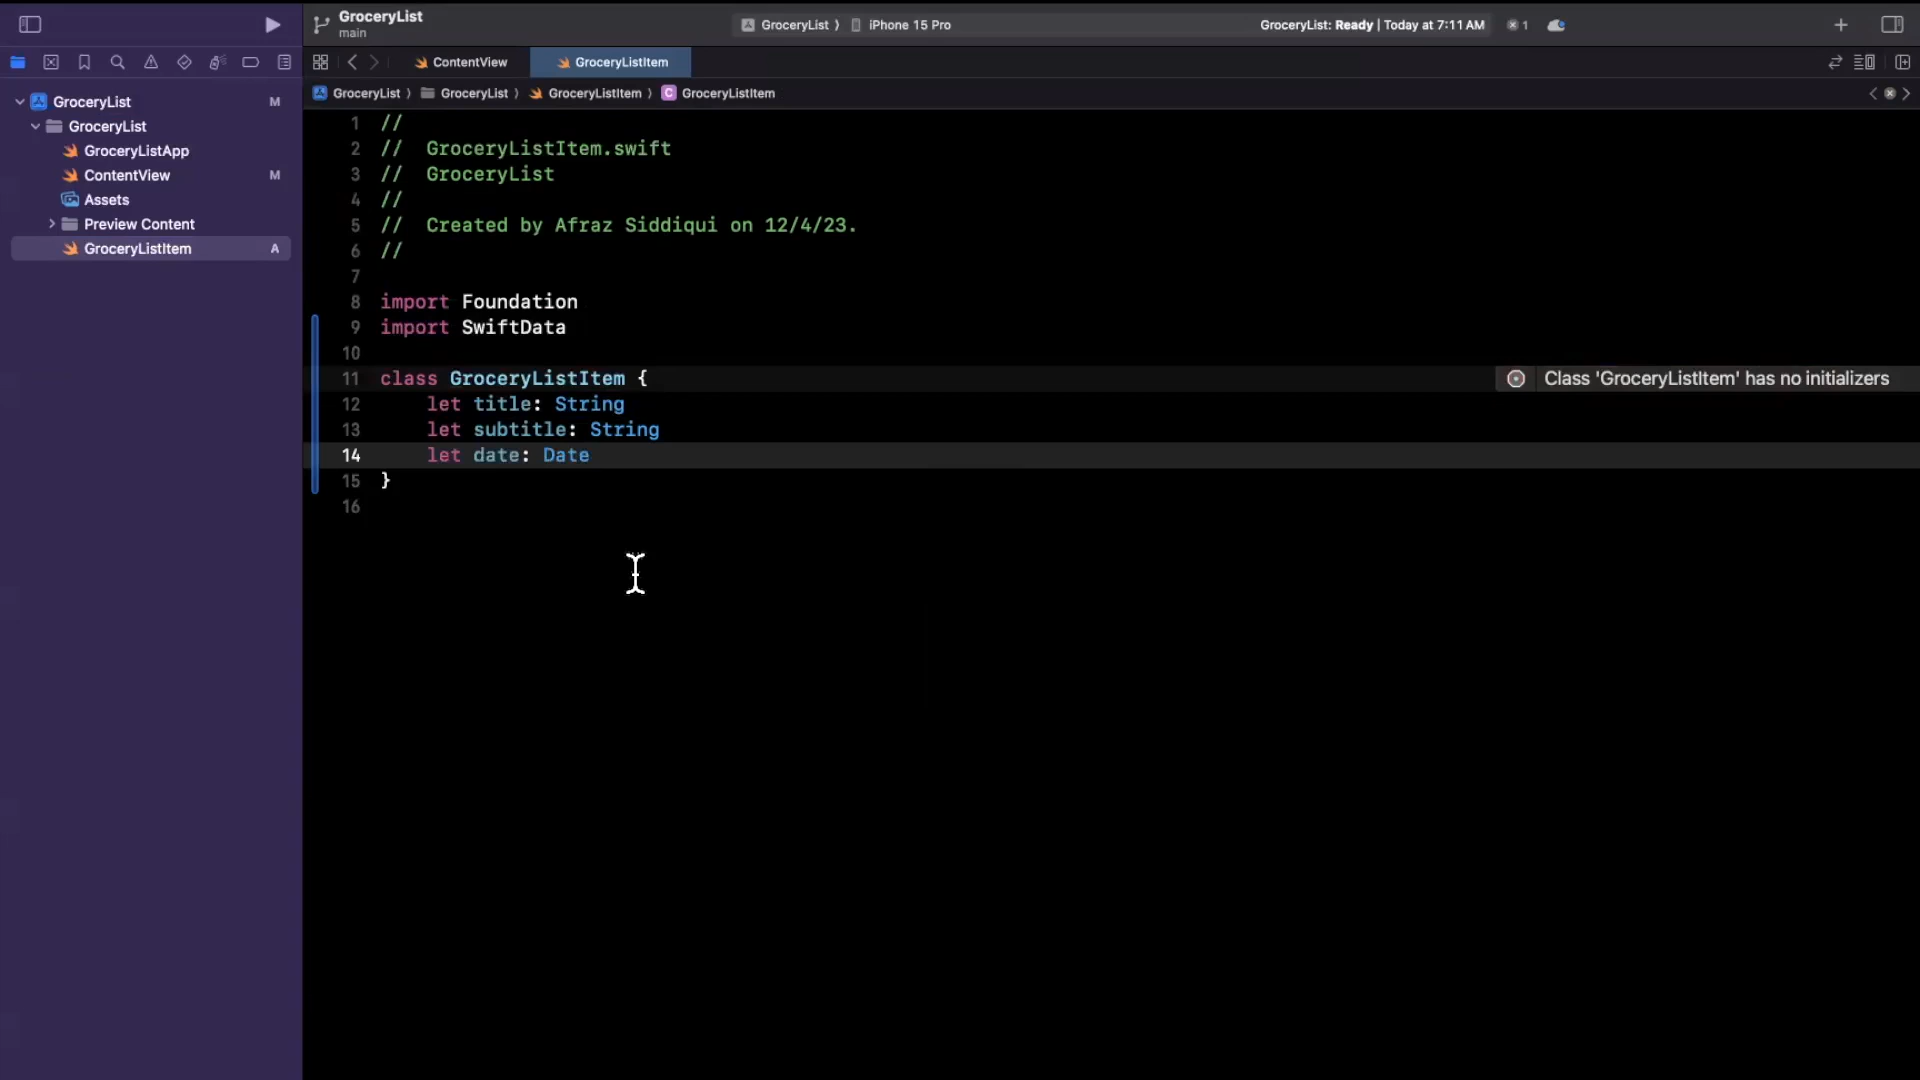 GroceryList
main
GroceryList
iPhone 15 Pro
GroceryList: Ready | Today at 7:11 AM
1
ContentView
GroceryListItem
GroceryList
GroceryList
GroceryListItem
C GroceryListItem
GroceryList M
GroceryList
GroceryListApp
ContentView M
Assets
Preview Content
GroceryListItem A
1 //
2 //  GroceryListItem.swift
3 //  GroceryList
4 //
5 //  Created by Afraz Siddiqui on 12/4/23.
6 //
7
8 import Foundation
9 import SwiftData
10
11 class GroceryListItem {
Class 'GroceryListItem' has no initializers
12     let title: String
13     let subtitle: String
14     let date: Date
15 }
16